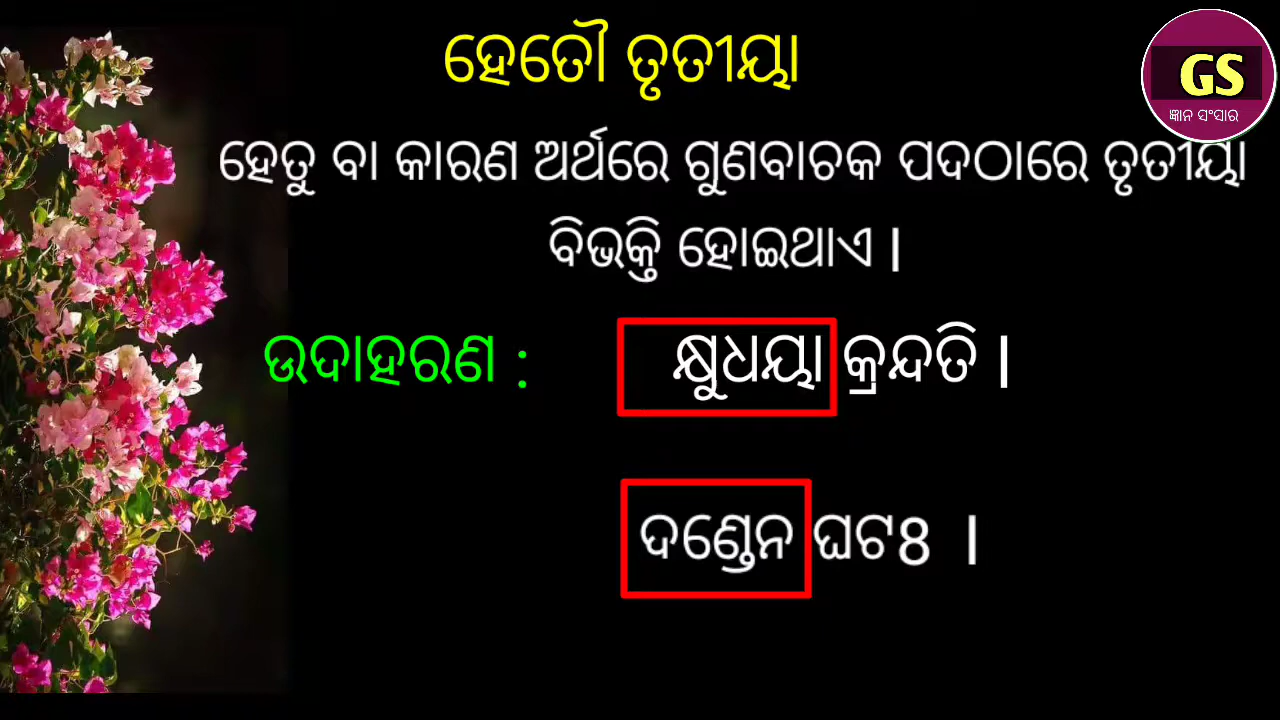 ହେତୌ ତୃତୀୟା
GS
ଜ୍ଞାନ ସଂସାର
ହେତୁ ବା କାରଣ ଅର୍ଥରେ ଗୁଣବାଚକ ପଦଠାରେ ତୃତୀୟା
ବିଭକ୍ତି ହୋଇଥାଏ |
ଉଦାହରଣ : କ୍ଷୁଧୟା କ୍ରନ୍ଦତି |
ଦଣ୍ଡେନ ଘଟଃ |